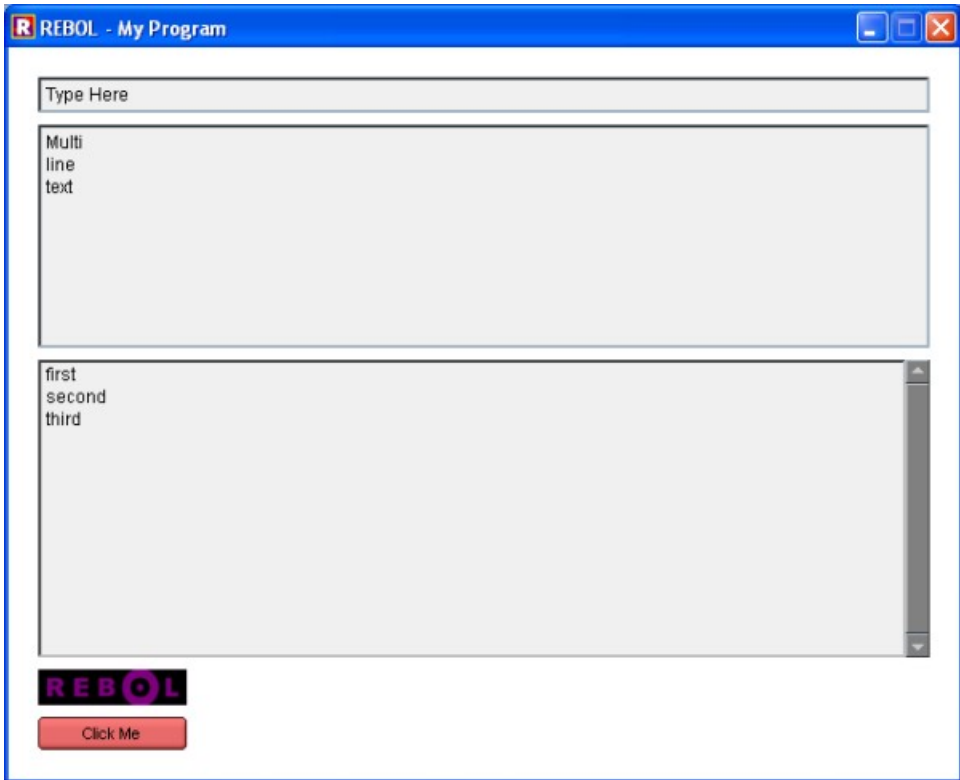 R REBOL - My Program
Type Here
Multi
line
text
first
second
third
REBOL
Click Me